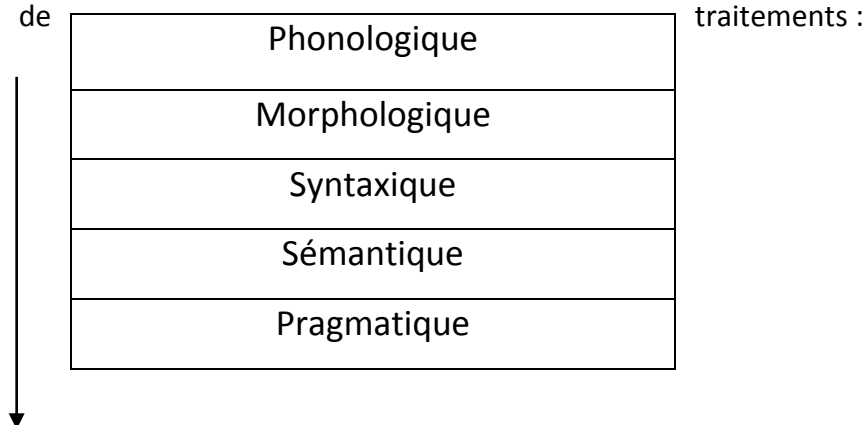 de traitements :
Phonologique
Morphologique
Syntaxique
Sémantique
Pragmatique